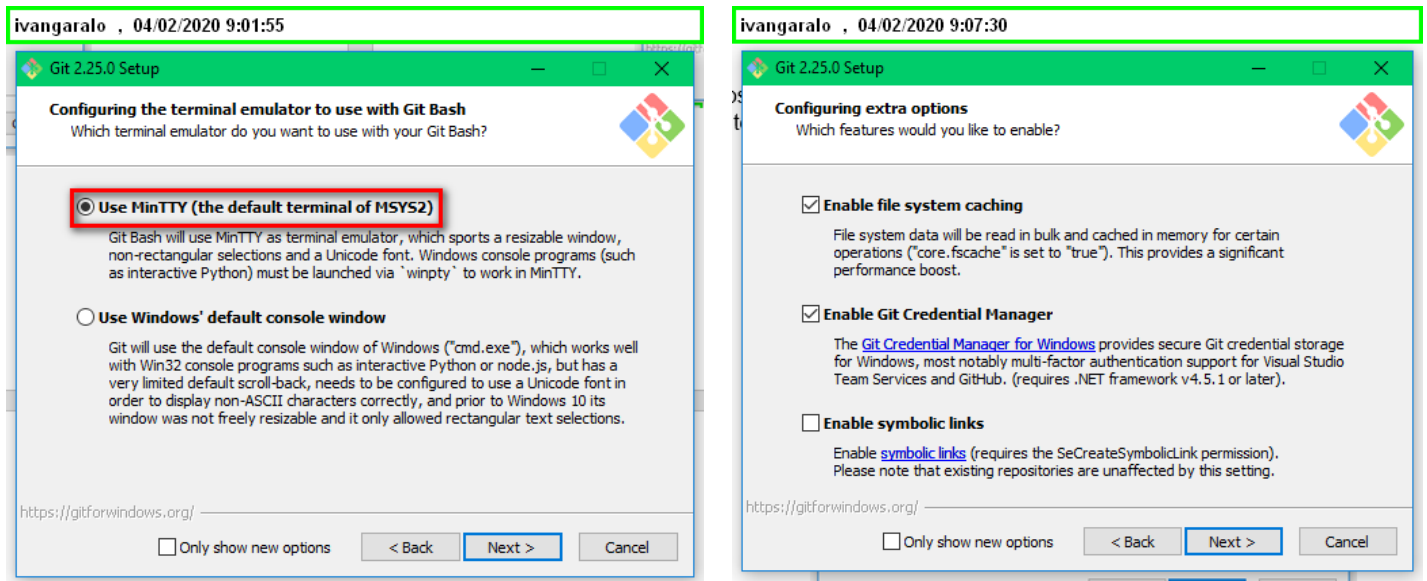 ivangaralo , 04/02/2020 9:01:55
Git 2.25.0 Setup
Configuring the terminal emulator to use with Git Bash
Which terminal emulator do you want to use with your Git Bash?
Use MinTTY (the default terminal of MSYS2)
Git Bash will use MinTTY as terminal emulator, which sports a resizable window,
non-rectangular selections and a Unicode font. Windows console programs (such
as interactive Python) must be launched via `winpty` to work in MinTTY.
Use Windows' default console window
Git will use the default console window of Windows ("cmd.exe"), which works well
with Win32 console programs such as interactive Python or node.js, but has a
very limited default scroll-back, needs to be configured to use a Unicode font in
order to display non-ASCII characters correctly, and prior to Windows 10 its
window was not freely resizable and it only allowed rectangular text selections.
https://gitforwindows.org/
Only show new options
< Back
Next >
Cancel
ivangaralo , 04/02/2020 9:07:30
Git 2.25.0 Setup
Configuring extra options
Which features would you like to enable?
Enable file system caching
File system data will be read in bulk and cached in memory for certain
operations ("core.fscache" is set to "true"). This provides a significant
performance boost.
Enable Git Credential Manager
The Git Credential Manager for Windows provides secure Git credential storage
for Windows, most notably multi-factor authentication support for Visual Studio
Team Services and GitHub. (requires .NET framework v4.5.1 or later).
Enable symbolic links
Enable symbolic links (requires the SeCreateSymbolicLink permission).
Please note that existing repositories are unaffected by this setting.
https://gitforwindows.org/
Only show new options
< Back
Next >
Cancel